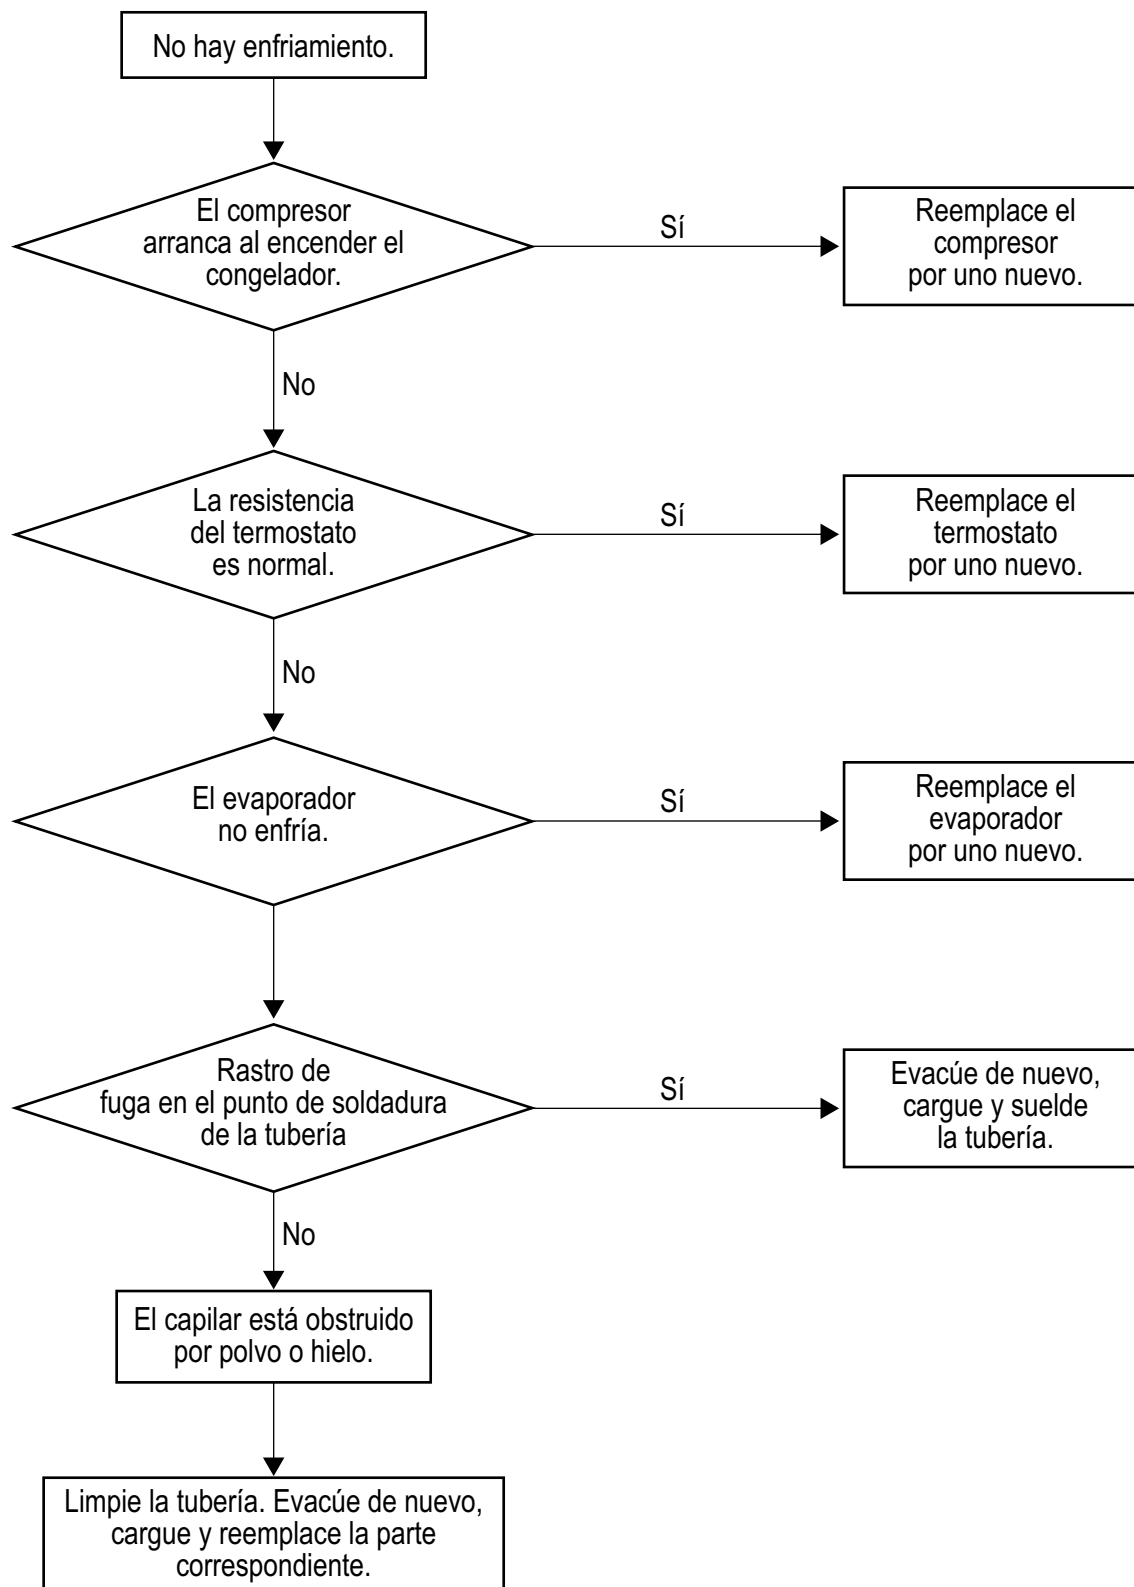 No hay enfriamiento.
El compresor
arranca al encender el
congelador.
Sí
Reemplace el
compresor
por uno nuevo.
No
La resistencia
del termostato
es normal.
Sí
Reemplace el
termostato
por uno nuevo.
No
El evaporador
no enfría.
Sí
Reemplace el
evaporador
por uno nuevo.
Rastro de
fuga en el punto de soldadura
de la tubería
Sí
Evacúe de nuevo,
cargue y suelde
la tubería.
No
El capilar está obstruido
por polvo o hielo.
Limpie la tubería. Evacúe de nuevo,
cargue y reemplace la parte
correspondiente.